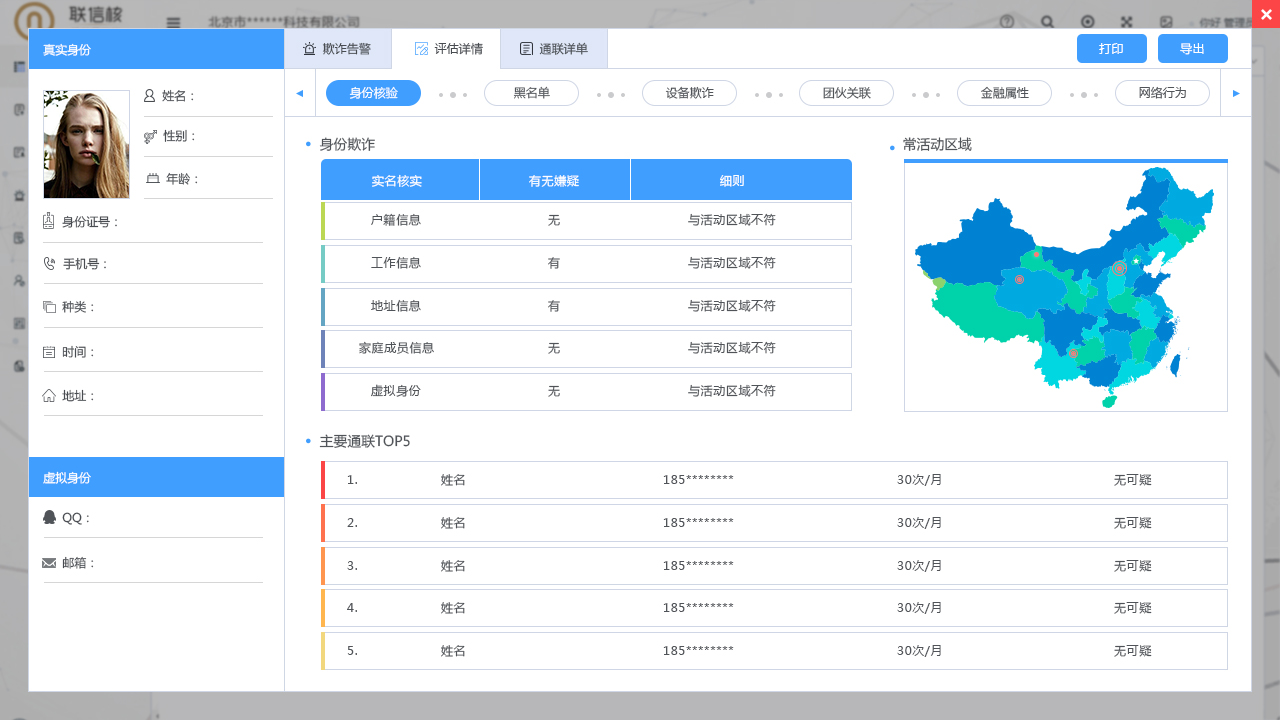 联信核
北京市******科技有限公司
你好 管理员
真实身份
欺诈告警
评估详情
通联详单
打印
导出
姓名：
性别：
年龄：
身份证号：
手机号：
种类：
时间：
地址：
虚拟身份
QQ：
邮箱：
身份核验
黑名单
设备欺诈
团伙关联
金融属性
网络行为
身份欺诈
实名核实 有无嫌疑 细则
户籍信息 无 与活动区域不符
工作信息 有 与活动区域不符
地址信息 有 与活动区域不符
家庭成员信息 无 与活动区域不符
虚拟身份 无 与活动区域不符
常活动区域
主要通联TOP5
1. 姓名 185******** 30次/月 无可疑
2. 姓名 185******** 30次/月 无可疑
3. 姓名 185******** 30次/月 无可疑
4. 姓名 185******** 30次/月 无可疑
5. 姓名 185******** 30次/月 无可疑